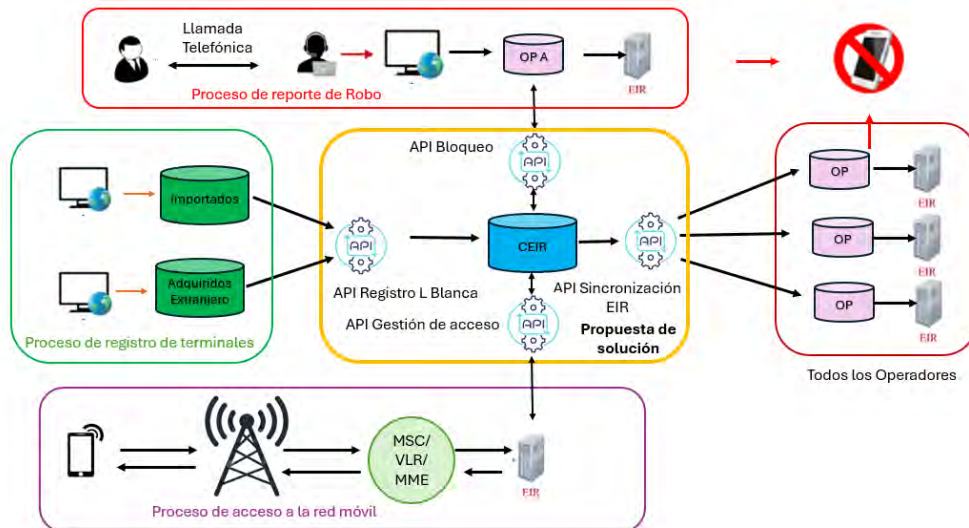 Llamada
Telefónica
OP A
EIR
Proceso de reporte de Robo
API Bloqueo
API
Importados
Adquiridos
Extranjero
Proceso de registro de terminales
API
API Registro L Blanca
CEIR
API
API Sincronización
EIR
API Gestión de acceso
API
Propuesta de
solución
OP
EIR
OP
EIR
OP
EIR
Todos los Operadores
MSC/
VLR/
MME
EIR
Proceso de acceso a la red móvil